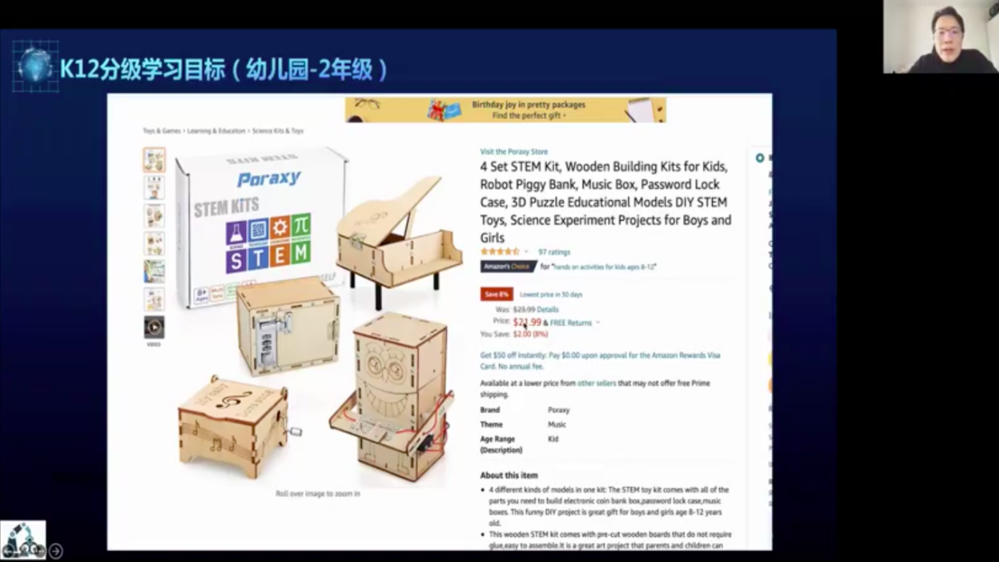 K12分级学习目标（幼儿园-2年级）
Birthday joy in pretty packages
Find the perfect gift
Toys & Games › Learning & Education › Science Kits & Toys
Visit the Poraxy Store
4 Set STEM Kit, Wooden Building Kits for Kids,
Robot Piggy Bank, Music Box, Password Lock
Case, 3D Puzzle Educational Models DIY STEM
Toys, Science Experiment Projects for Boys and
Girls
97 ratings
Amazon's Choice for "hands on activities for kids ages 8-12"
Save 8% Lowest price in 30 days
Was: $23.99 Details
Price: $21.99 & FREE Returns
You Save: $2.00 (8%)
Get $50 off instantly: Pay $0.00 upon approval for the Amazon Rewards Visa
Card. No annual fee.
Available at a lower price from other sellers that may not offer free Prime
shipping.
Brand Poraxy
Theme Music
Age Range Kid
(Description)
About this item
• 4 different kinds of models in one kit: The STEM toy kit comes with all of the
parts you need to build electronic coin bank box,password lock case,music
boxes. This funny DIY project is great gift for boys and girls age 8-12 years
old.
• This wooden STEM kit comes with pre-cut wooden boards that do not require
glue,easy to assemble.It is a great art project that parents and children can
STEM KITS
Poraxy
STEM KITS
STEM
8+
Ages
VIDEO
Roll over image to zoom in